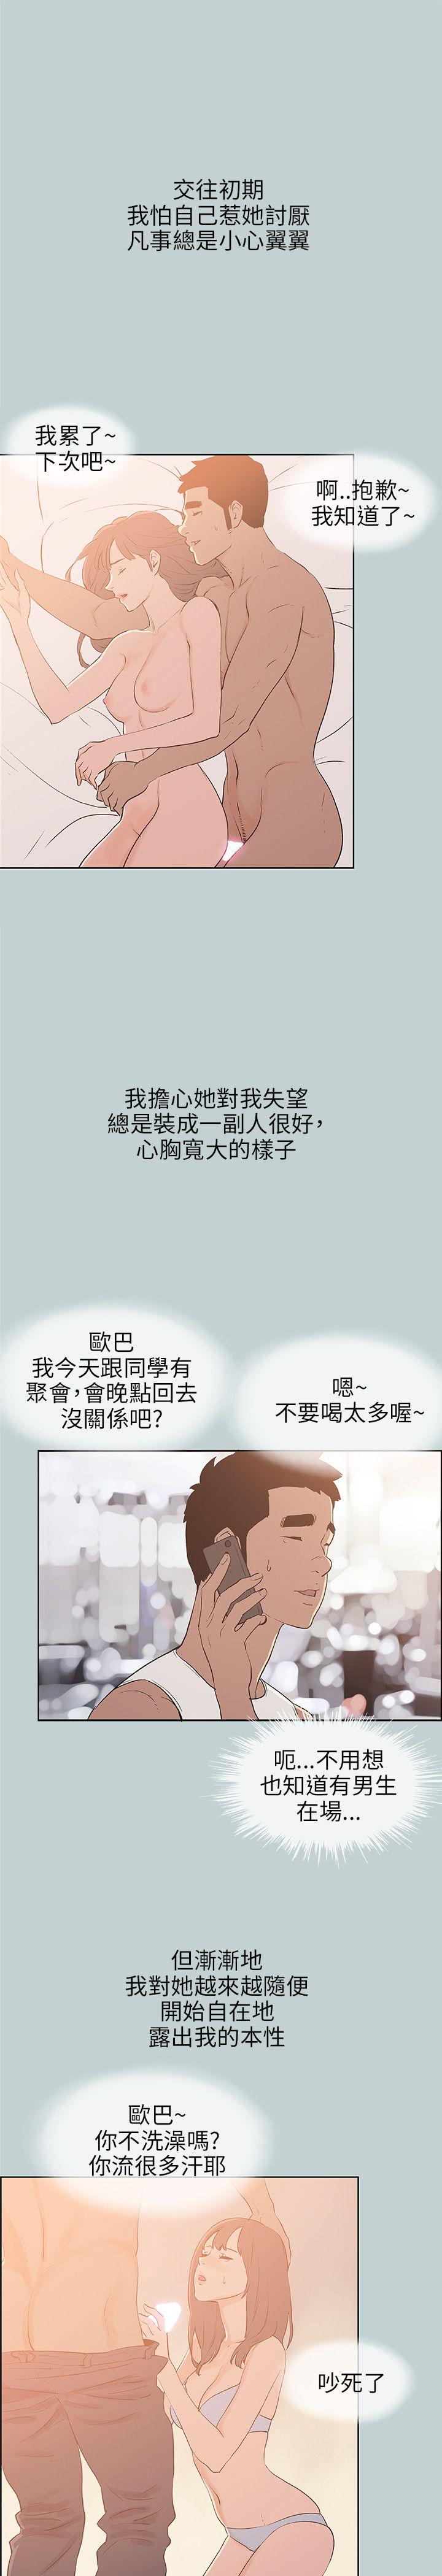 交往初期
我怕自己惹她討厭
凡事總是小心翼翼
我累了~
下次吧~
啊..抱歉~
我知道了~
我擔心她對我失望
總是裝成一副人很好,
心胸寬大的樣子
歐巴
我今天跟同學有
聚會,會晚點回去
沒關係吧?
嗯~
不要喝太多喔~
呃...不用想
也知道有男生
在場...
但漸漸地
我對她越來越隨便
開始自在地
露出我的本性
歐巴~
你不洗澡嗎?
你流很多汗耶
吵死了